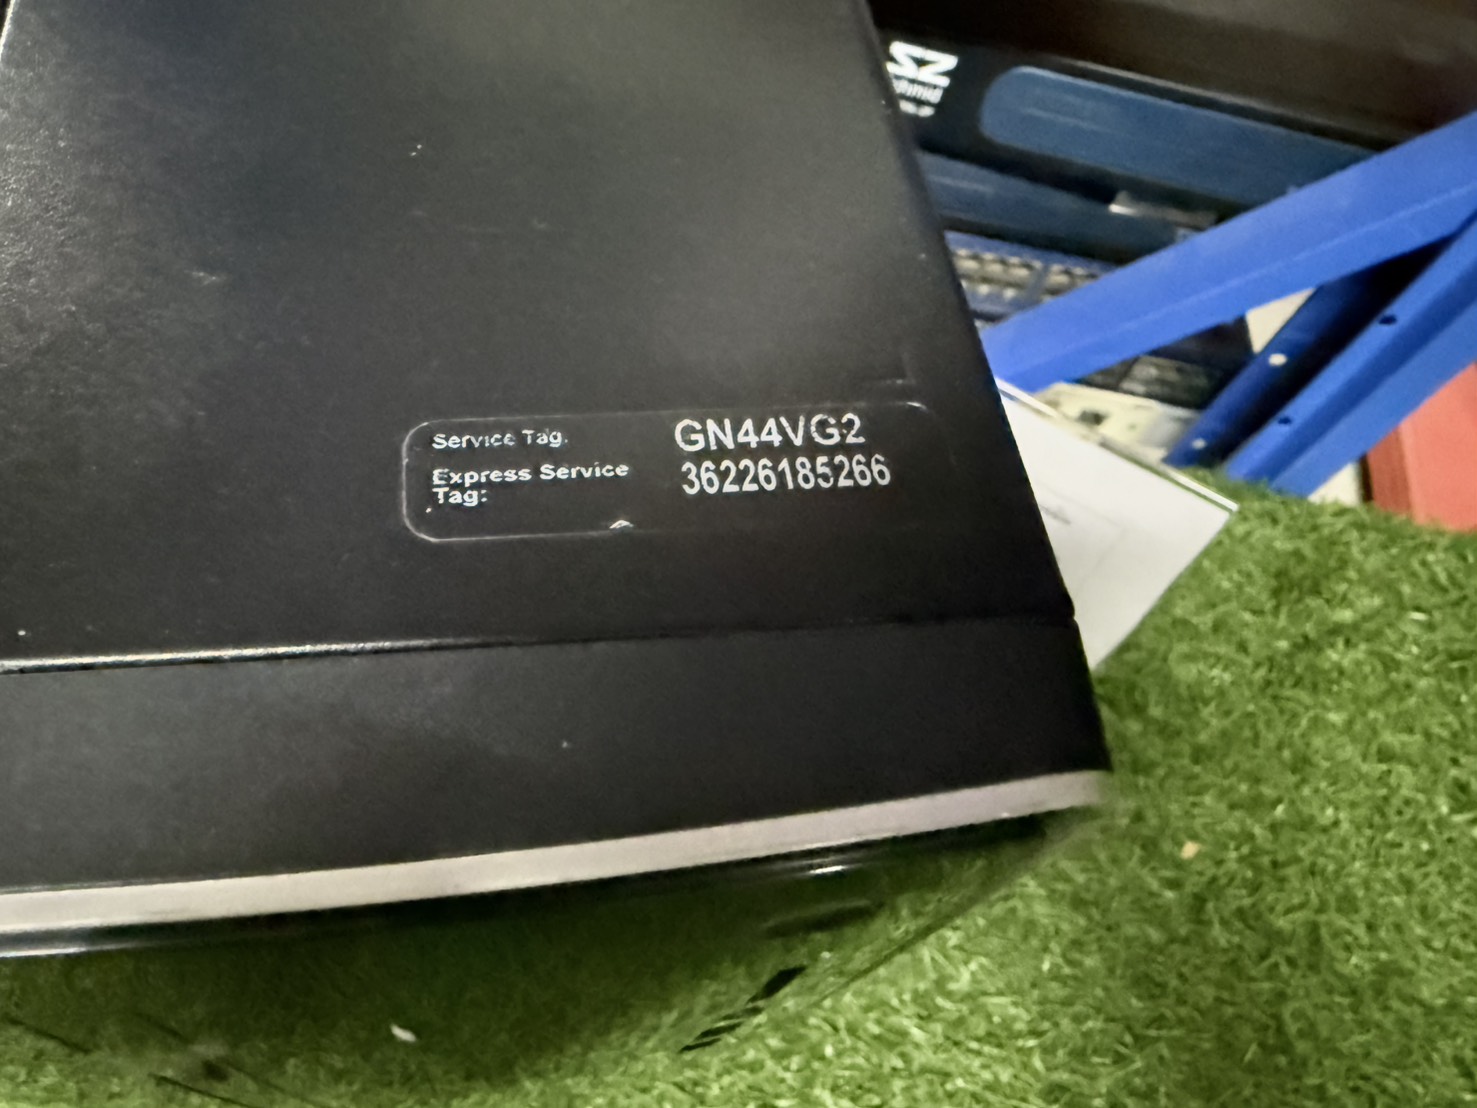 Service Tag:
GN44VG2
Express Service
Tag:
36226185266